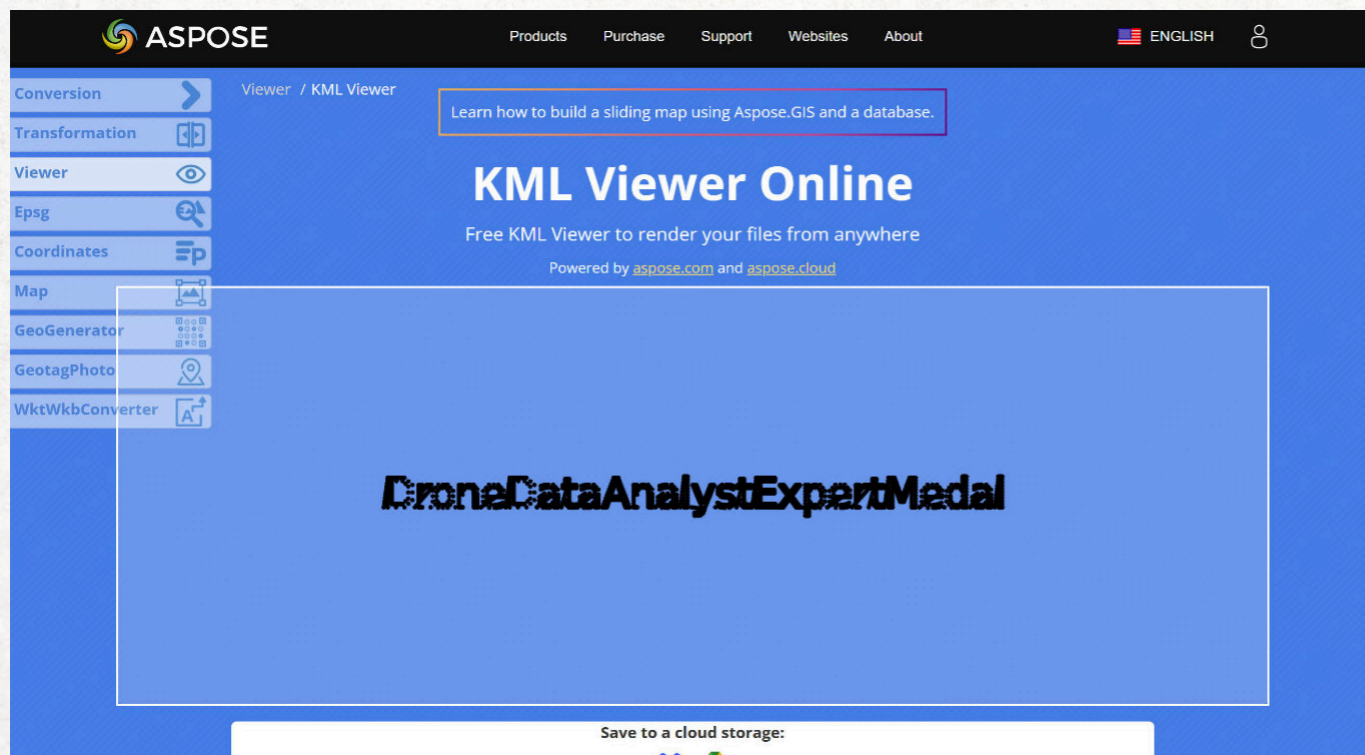 ASPOSE
Products Purchase Support Websites About
ENGLISH
Conversion
Transformation
Viewer
Epsg
Coordinates
Map
GeoGenerator
GeotagPhoto
WktWkbConverter
Viewer / KML Viewer
Learn how to build a sliding map using Aspose.GIS and a database.
KML Viewer Online
Free KML Viewer to render your files from anywhere
Powered by aspose.com and aspose.cloud
DroneDataAnalystExpertMedal
Save to a cloud storage: